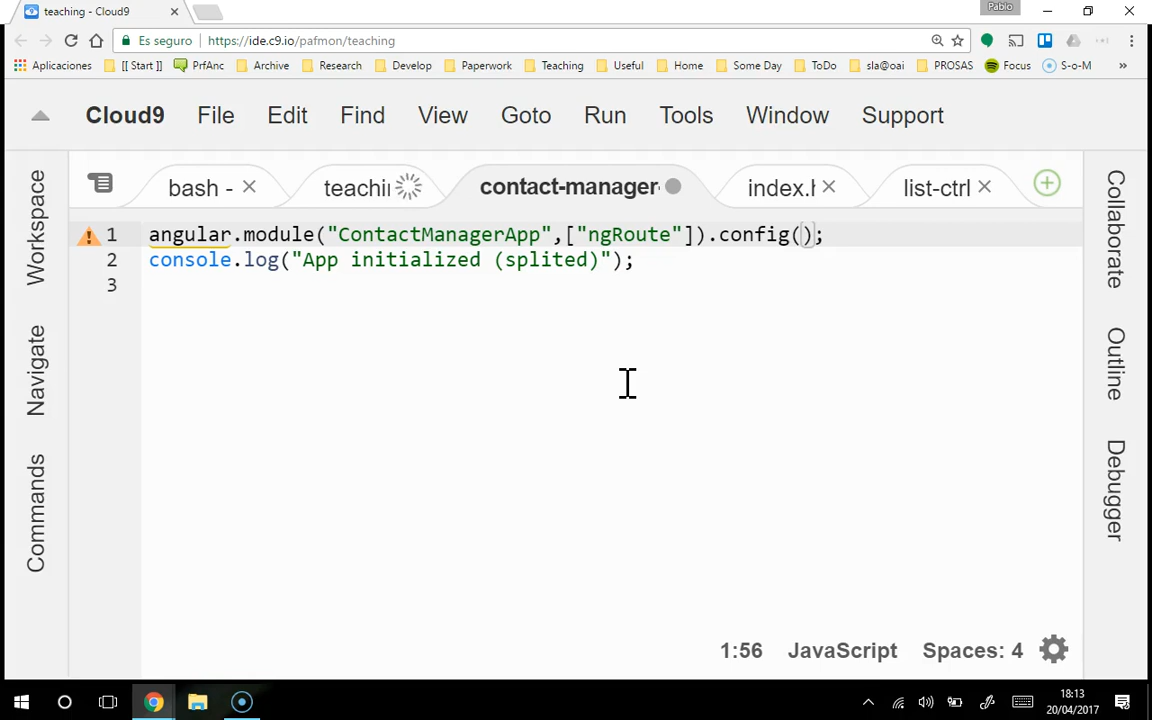 Pablo
teaching - Cloud9
Es seguro https://ide.c9.io/pafmon/teaching
Aplicaciones [[ Start ]] PrfAnc Archive Research Develop Paperwork Teaching Useful Home Some Day ToDo sla@oai PROSAS Focus S-o-M »
Cloud9 File Edit Find View Goto Run Tools Window Support
bash - teachi contact-manager- index.h list-ctrl
Workspace
Navigate
Commands
1 angular.module("ContactManagerApp",["ngRoute"]).config();
2 console.log("App initialized (splited)");
3
Collaborate
Outline
Debugger
1:56 JavaScript Spaces: 4
18:13
20/04/2017